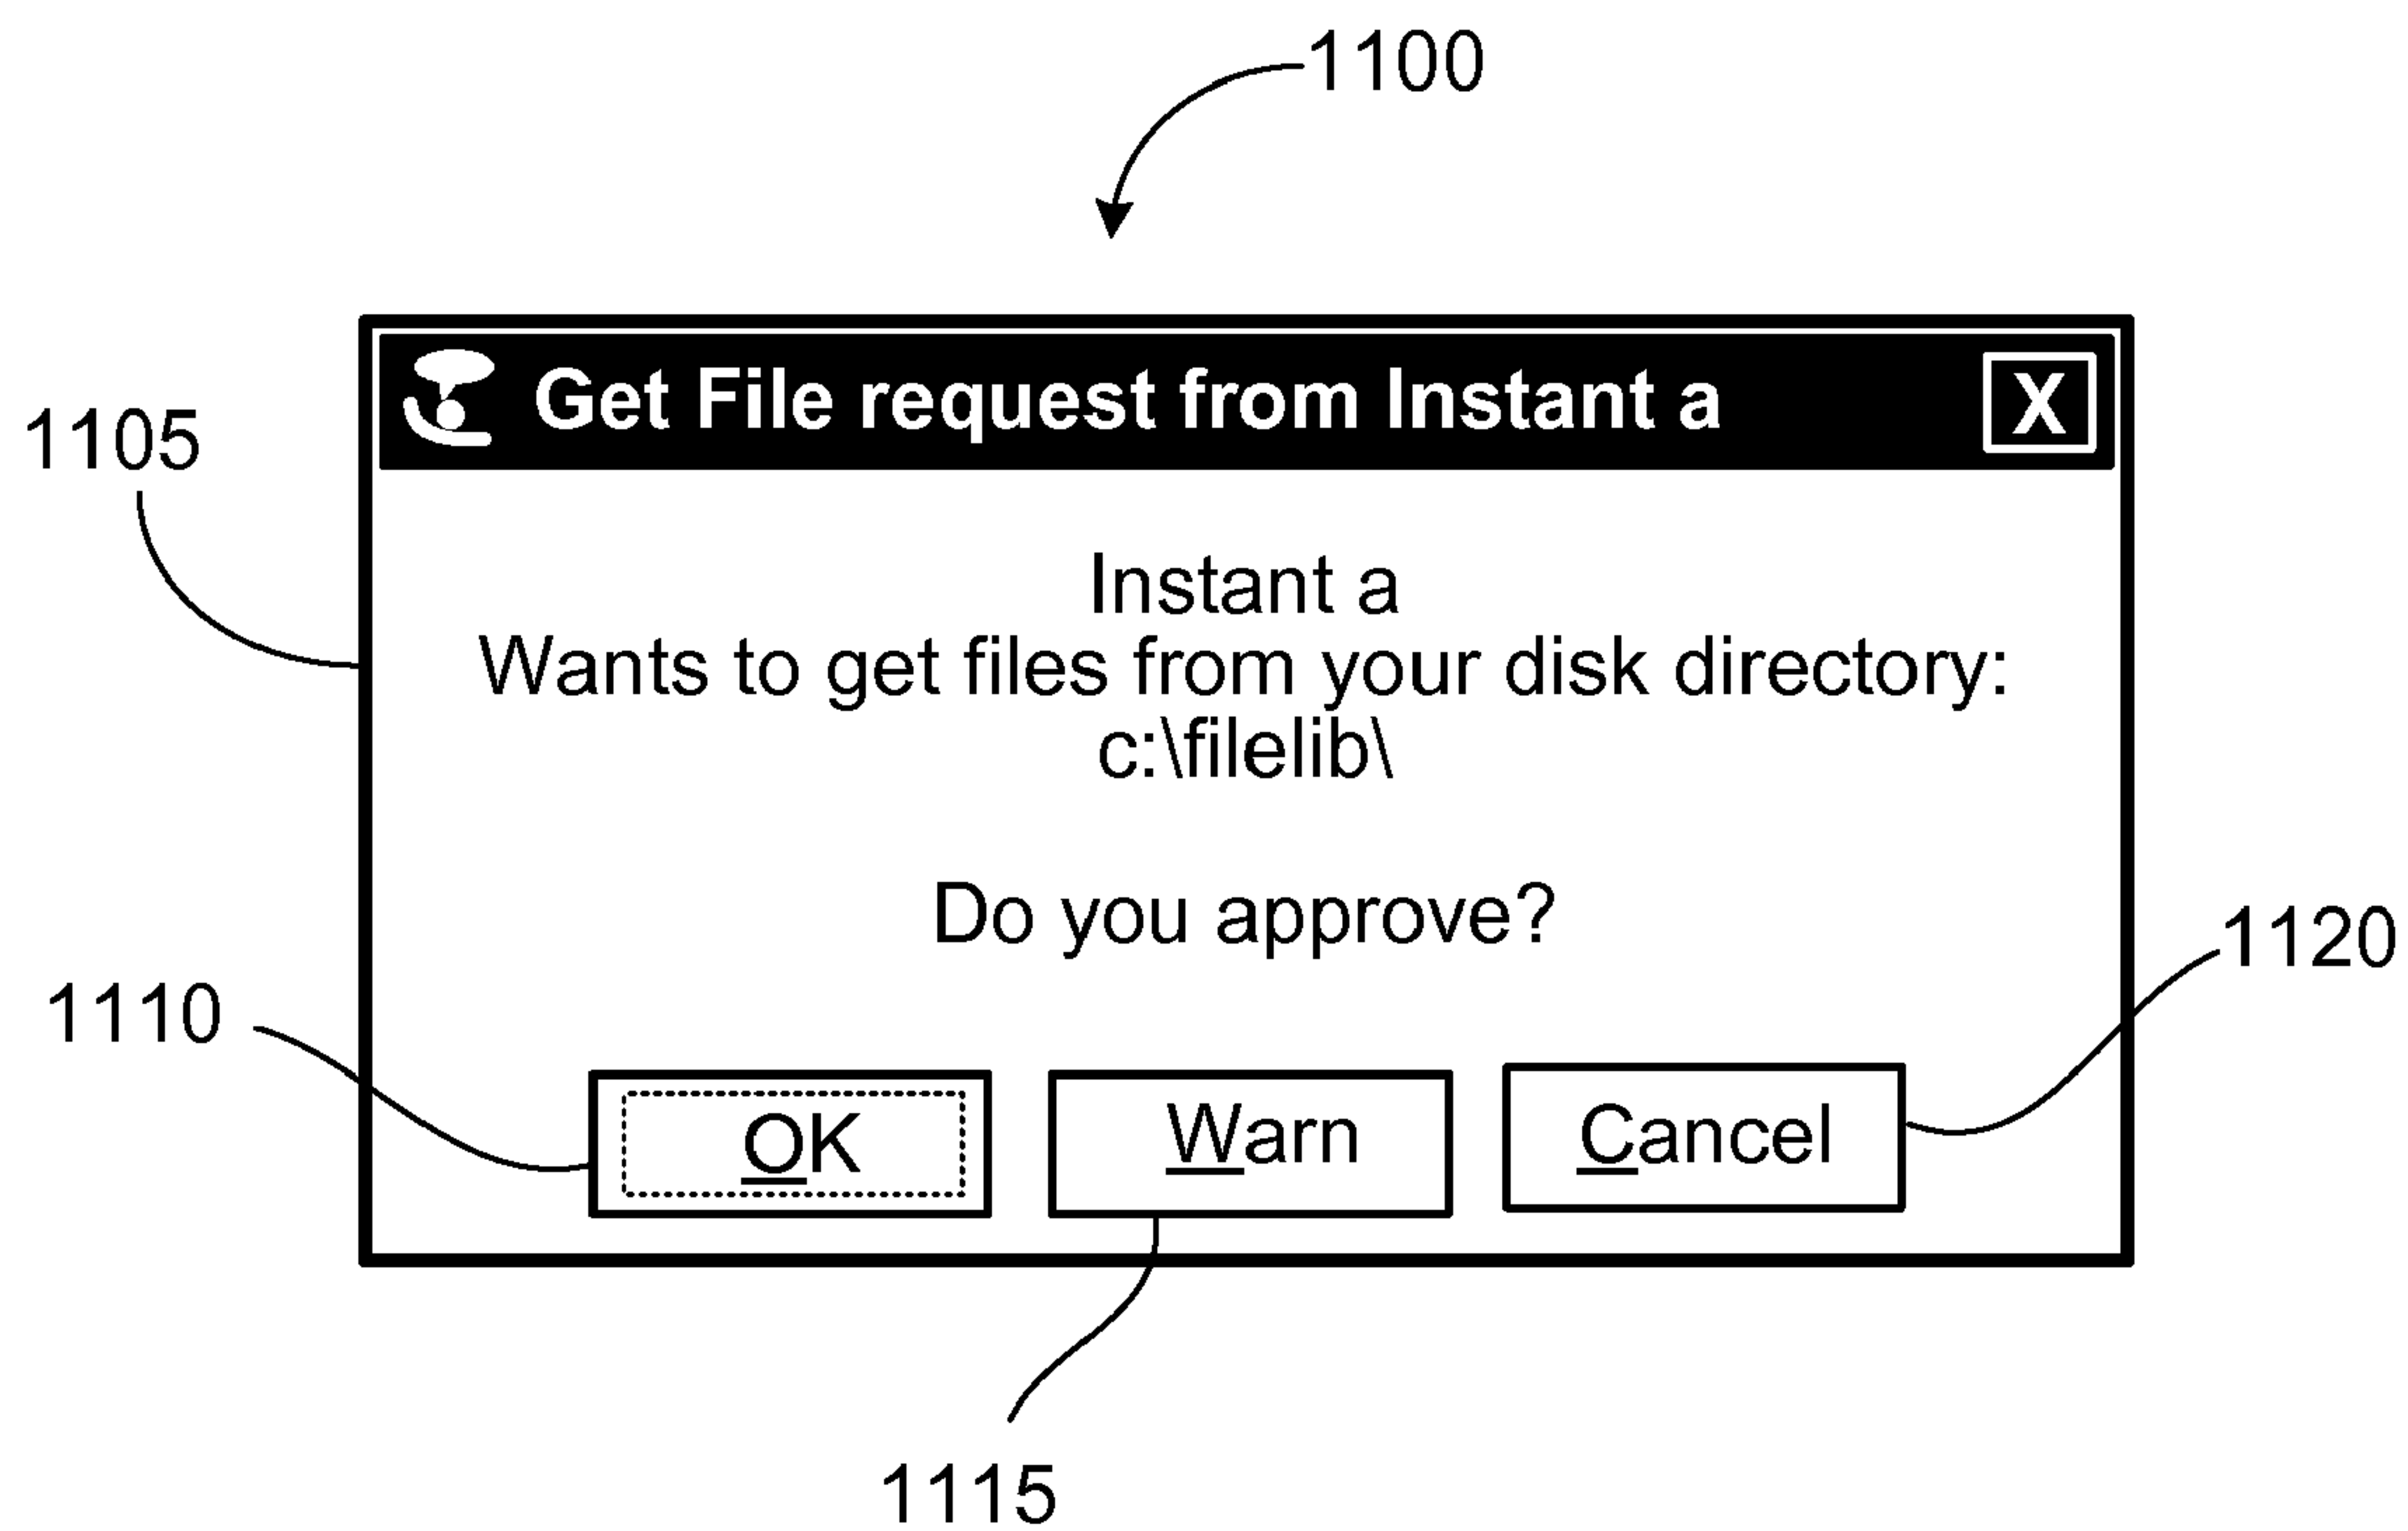 1100
Get File request from Instant a X
1105
Instant a
Wants to get files from your disk directory:
c:\filelib\
Do you approve?
1120
1110
OK Warn Cancel
1115